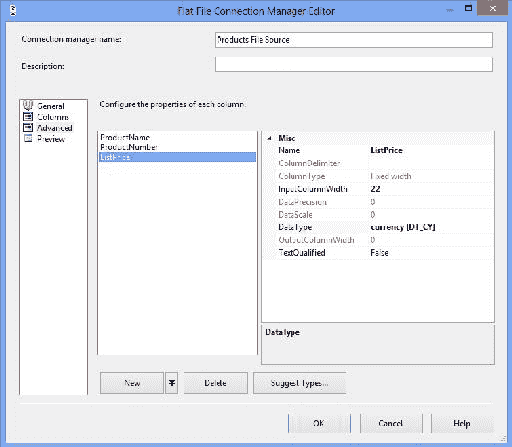 Flat File Connection Manager Editor
Connection manager name:
Products File Source
Description:
General
Columns
Advanced
Preview
Configure the properties of each column.
ProductName
ProductNumber
ListPrice
Misc
Name ListPrice
ColumnDelimiter
ColumnType Fixed width
InputColumnWidth 22
DataPrecision 0
DataScale 0
DataType currency [DT_CY]
OutputColumnWidth 0
TextQualified False
DataType
New
Delete
Suggest Types...
OK
Cancel
Help